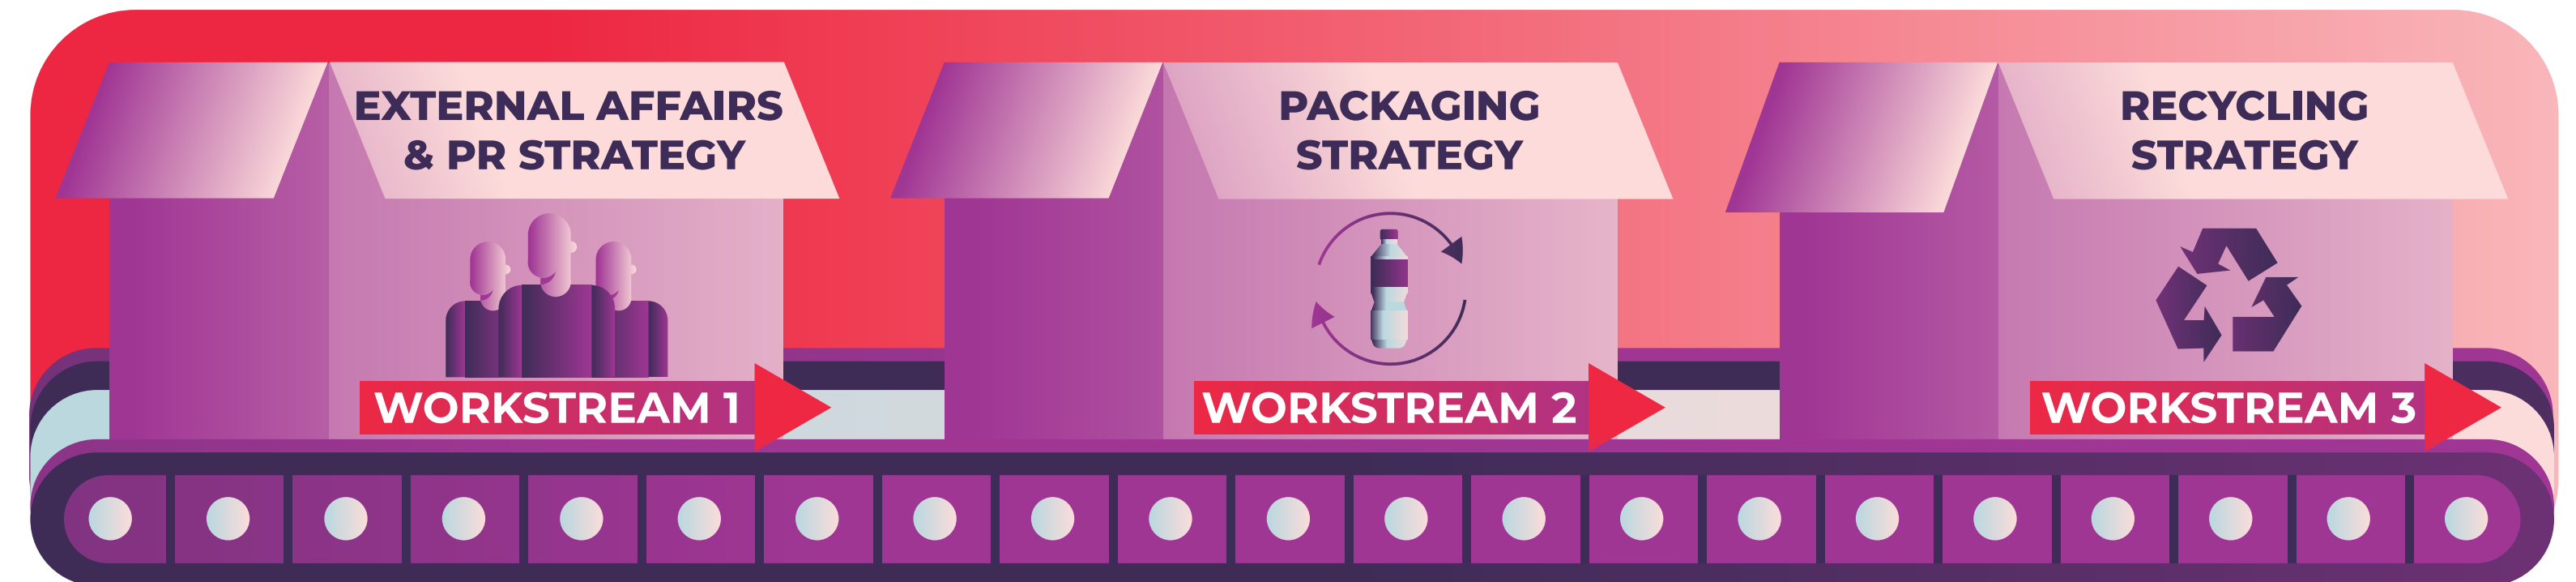 EXTERNAL AFFAIRS
& PR STRATEGY
WORKSTREAM 1
PACKAGING
STRATEGY
WORKSTREAM 2
RECYCLING
STRATEGY
WORKSTREAM 3